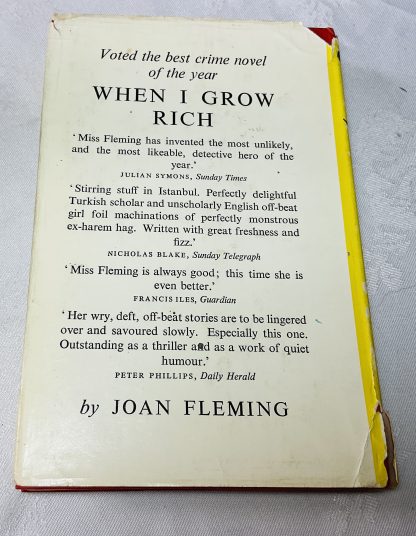 Voted the best crime novel
of the year
WHEN I GROW
RICH
‘Miss Fleming has invented the most unlikely,
and the most likeable, detective hero of the
year.’
JULIAN SYMONS, Sunday Times
‘Stirring stuff in Istanbul. Perfectly delightful
Turkish scholar and unscholarly English off-beat
girl foil machinations of perfectly monstrous
ex-harem hag. Written with great freshness and
fizz.’
NICHOLAS BLAKE, Sunday Telegraph
‘Miss Fleming is always good; this time she is
even better.’
FRANCIS ILES, Guardian
‘Her wry, deft, off-beat stories are to be lingered
over and savoured slowly. Especially this one.
Outstanding as a thriller and as a work of quiet
humour.’
PETER PHILLIPS, Daily Herald
by JOAN FLEMING